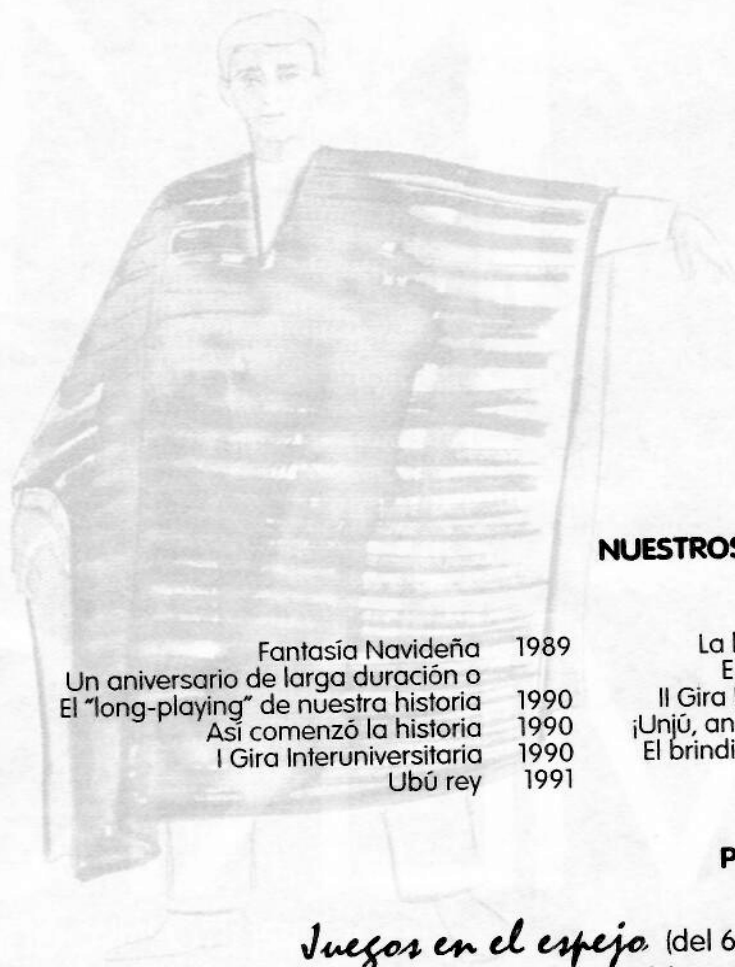 NUESTROS
Fantasía Navideña 1989
Un aniversario de larga duración o
El "long-playing" de nuestra historia 1990
Así comenzó la historia 1990
I Gira Interuniversitaria 1990
Ubú rey 1991
La
E
II Gira
¡Unjú, an
El brindi
P
Juegos en el espejo (del 6